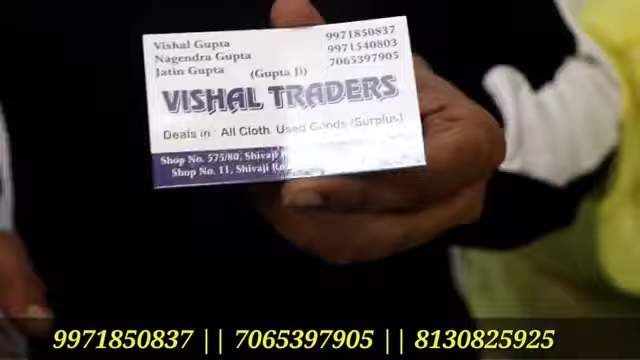 Vishal Gupta 9971850837
Nagendra Gupta 9971540803
Jatin Gupta (Gupta Ji) 7065397905
VISHAL TRADERS
Deals in : All Cloth Used Goods (Surplus)
Shop No. 575/80, Shivaji
Shop No. 11, Shivaji
9971850837 || 7065397905 || 8130825925